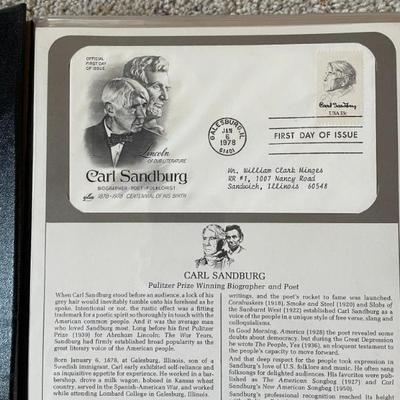 OFFICIAL
FIRST DAY
OF ISSUE
Lincoln
OF OUR LITERATURE
Carl Sandburg
BIOGRAPHER • POET • FOLKLORIST
1878-1978 CENTENNIAL OF HIS BIRTH
GALESBURG, IL
JAN
6
1978
61401
FIRST DAY OF ISSUE
Carl Sandburg
USA 13c
Mr. William Clark Minges
RR #1, 1007 Nancy Road
Sandwich, Illinois 60548
CARL SANDBURG
Pulitzer Prize Winning Biographer and Poet
When Carl Sandburg stood before an audience, a lock of his
grey hair would inevitably tumble onto his forehead as he
spoke. Intentional or not, the rustic effect was a fitting
trademark for a poetic spirit so thoroughly in touch with the
American common people. And it was the average man
who loved Sandburg most. Long before his first Pulitzer
Prize (1939) for Abraham Lincoln: The War Years,
Sandburg had firmly established broad popularity as the
great literary voice of the American people.
Born January 6, 1878, at Galesburg, Illinois, son of a
Swedish immigrant, Carl early exhibited self-reliance and
an inquisitive appetite for experience. He worked in a
barbershop, drove a milk wagon, hobood in Kansas wheat
country, served in the Spanish-American War, and worked
while attending Lombard College in Galesburg, Illinois.
writings, and the poet's rocket to fame was launched.
Cornhuskers (1918), Smoke and Steel (1920) and Slabs of
the Sunburnt West (1922) established Carl Sandburg as a
voice of the people in a unique style of free verse, slang and
colloquialisms.
In Good Morning, America (1928) the poet revealed some
doubts about democracy, but during the Great Depression
he wrote The People, Yes (1936), an eloquent testament to
the people's capacity to move forward.
And that deep respect for the people took expression in
Sandburg's love of U.S. folklore and music. He often sang
folksongs for delighted audiences. His favorites were pub-
lished as The American Songbag (1927) and Carl
Sandburg's New American Songbag (1950).